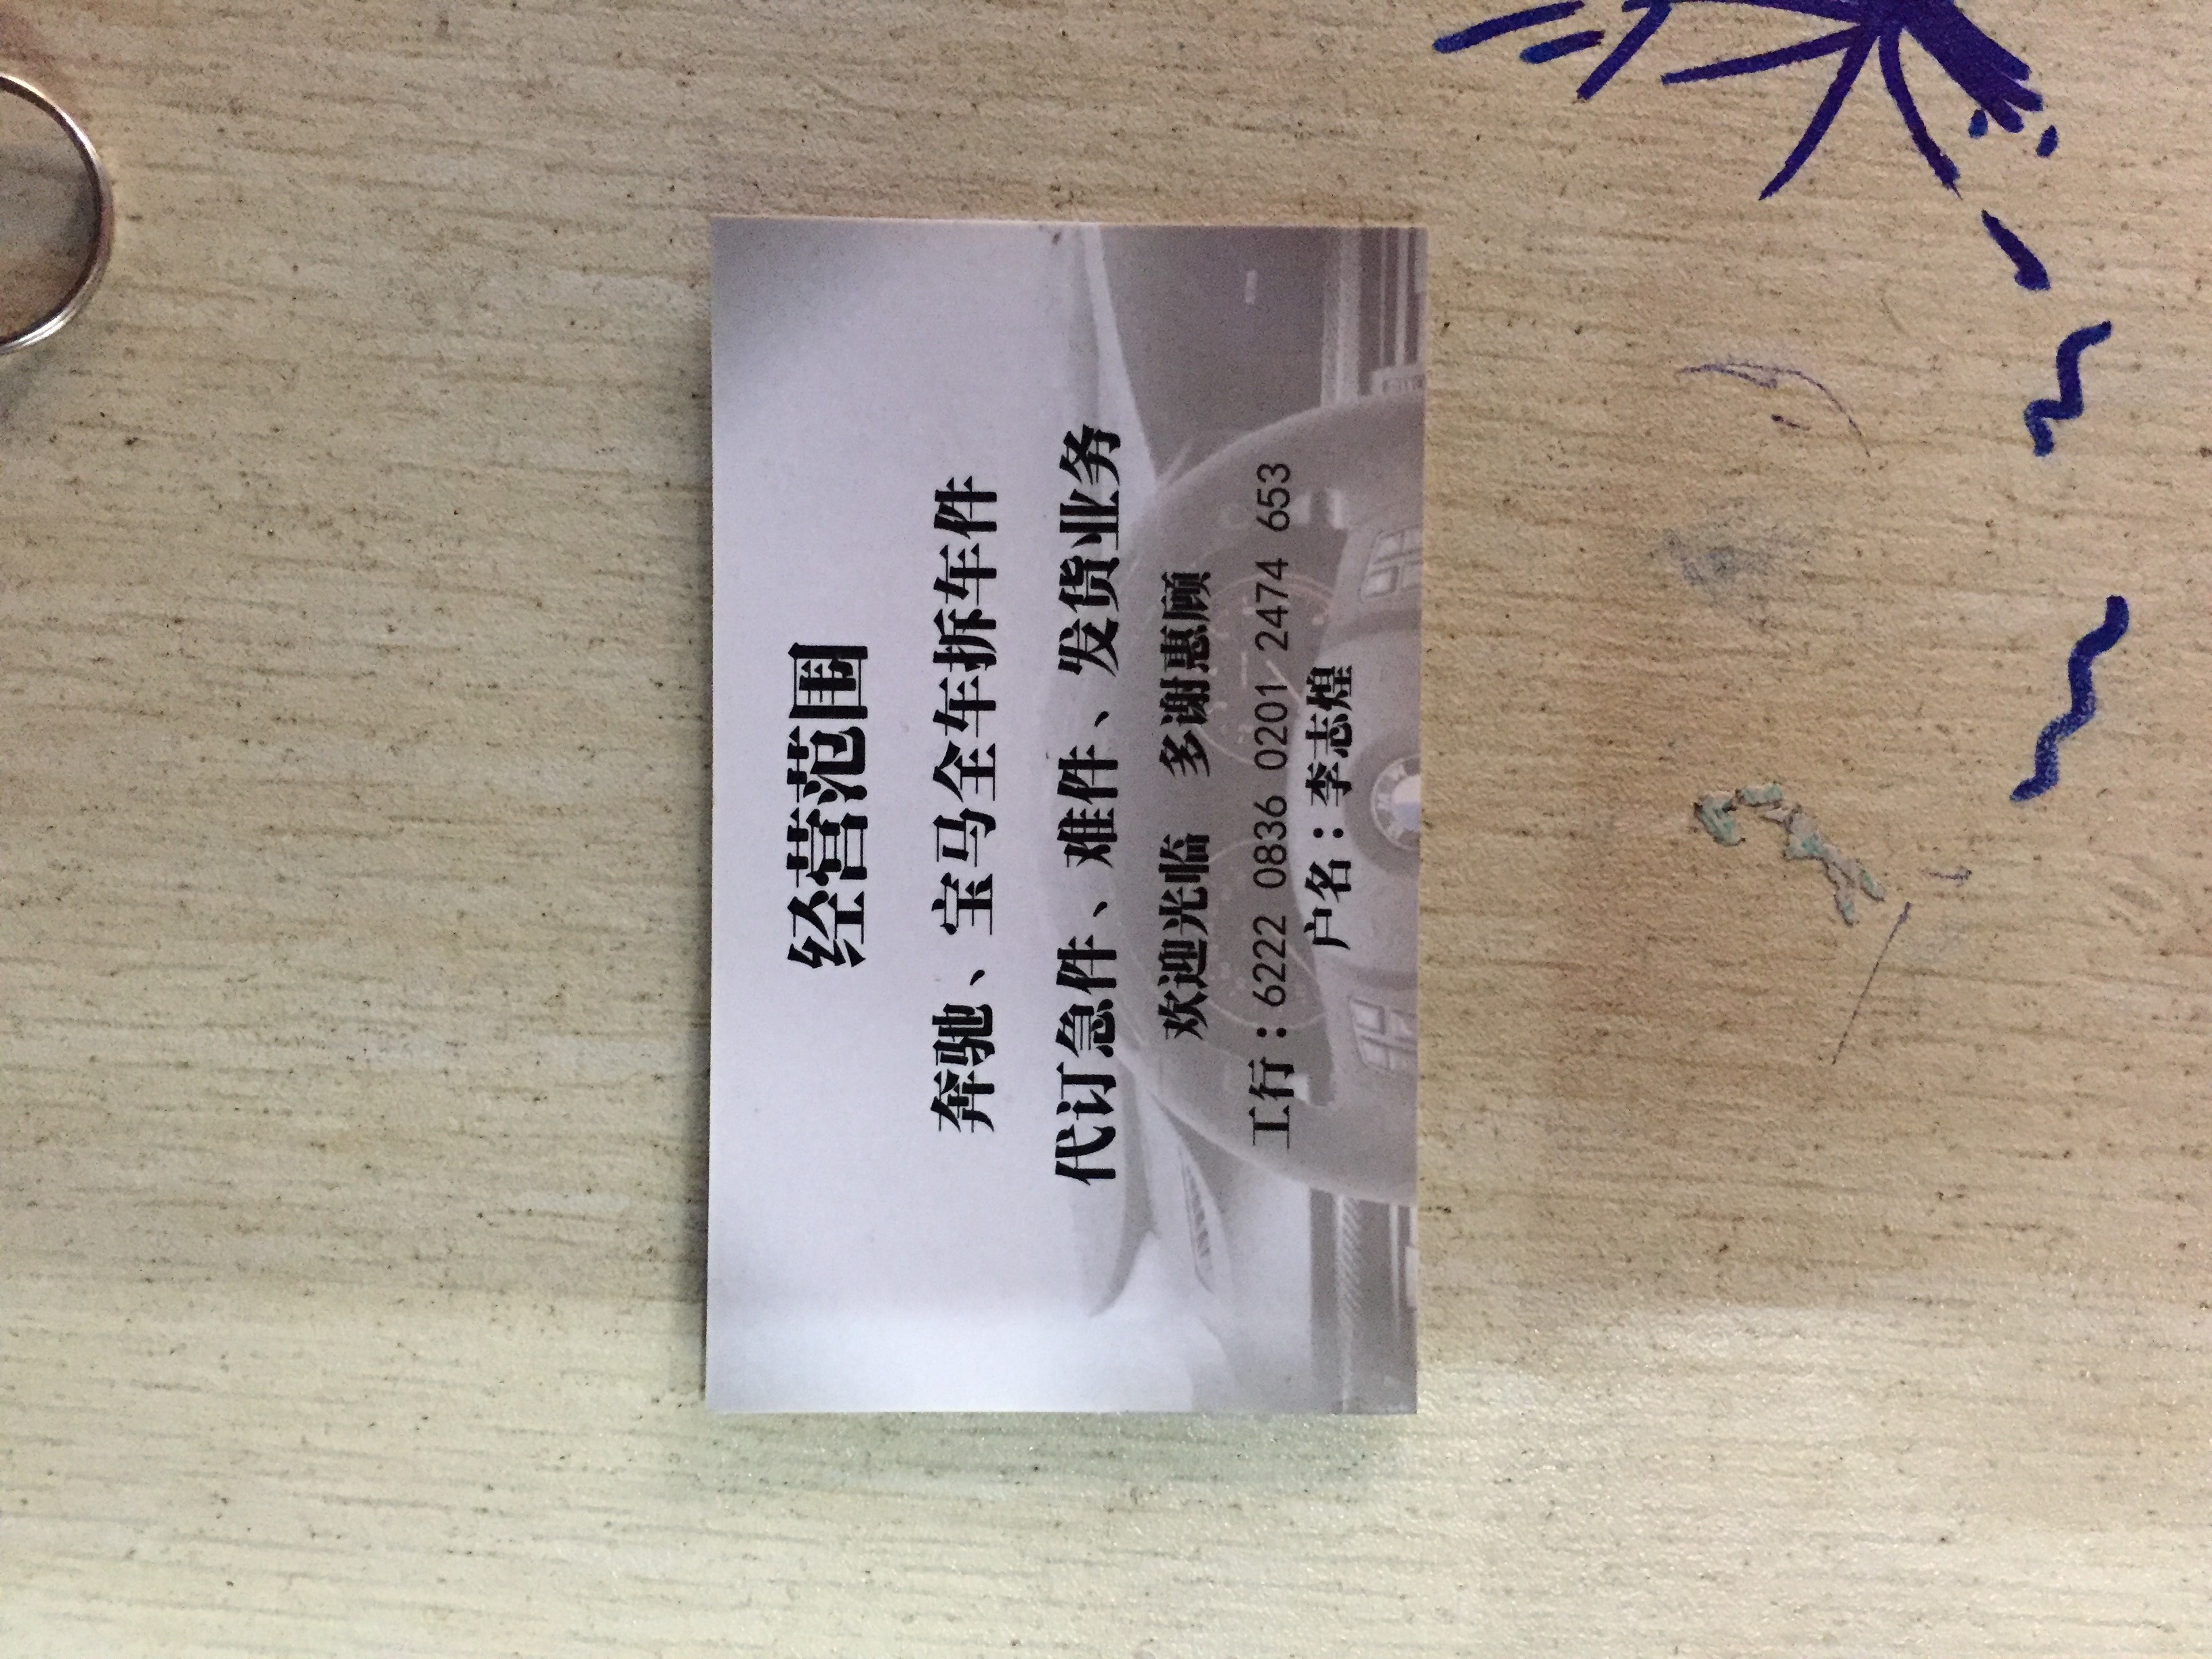 经营范围
奔驰、宝马全车拆车件
代订急件、难件、发货业务
欢迎光临 多谢惠顾
工行：6222 0836 0201 2474 653
户名：李志煌